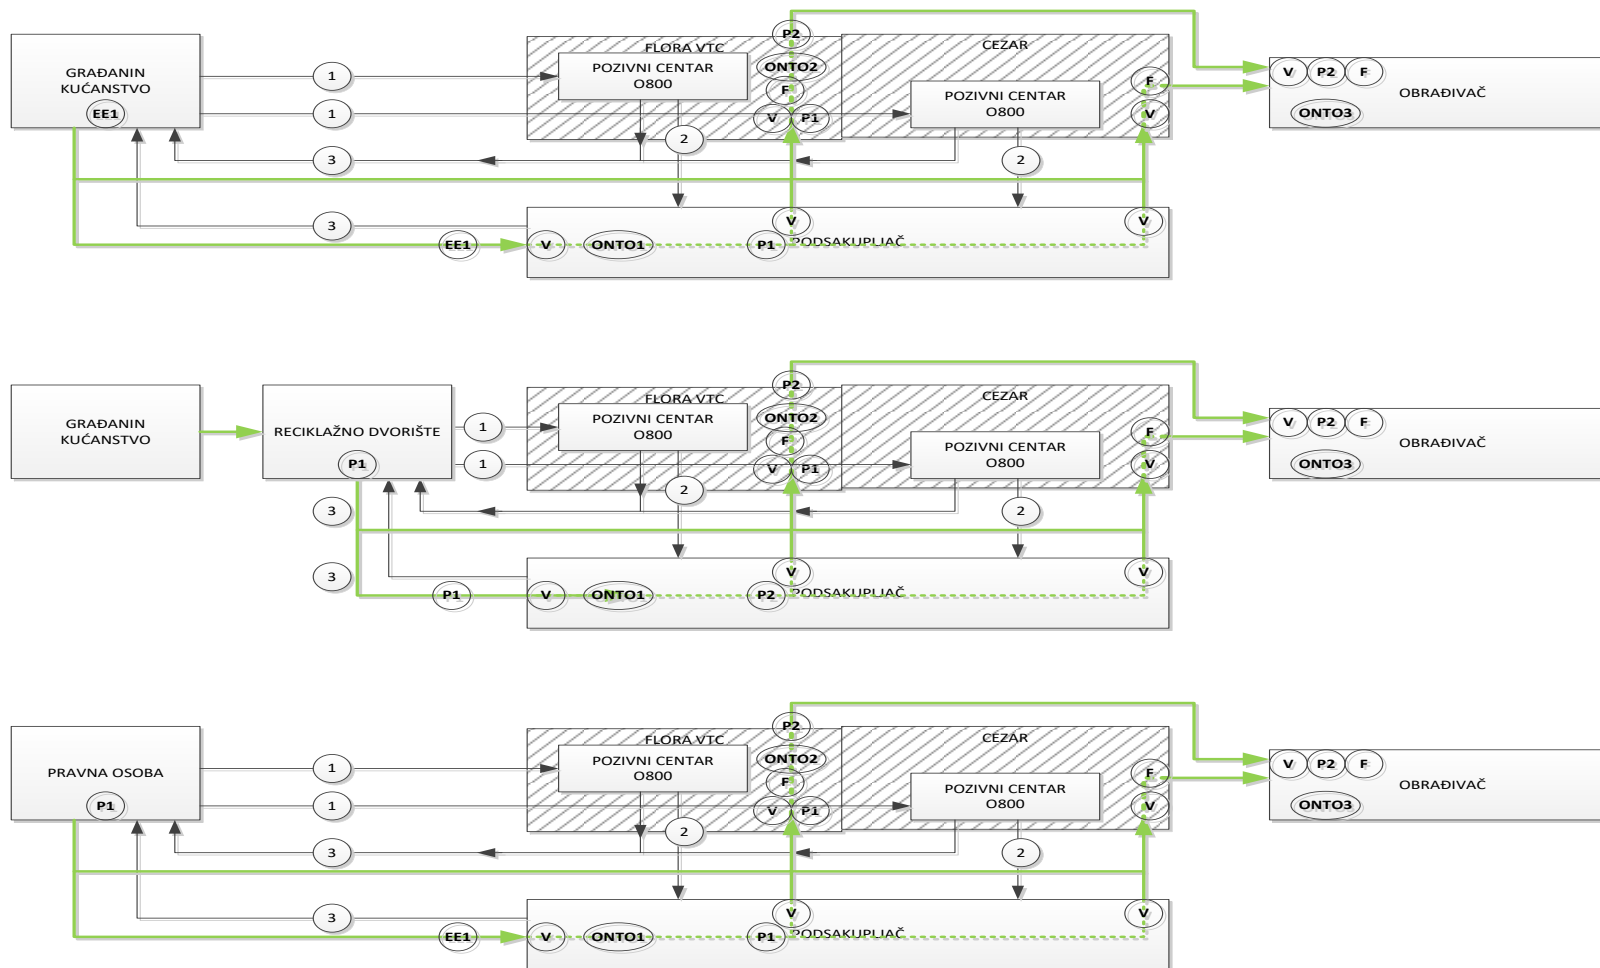 P2
FLORA VTC
CEZAR
GRAĐANIN
KUĆANSTVO
EE1
1
1
POZIVNI CENTAR
O800
ONTO2
F
V P1
POZIVNI CENTAR
O800
F
V
V P2 F
OBRAĐIVAČ
ONTO3
2
3
2
3
V
V
EE1
V
ONTO1
P1
PODSAKUPLJAČ
P2
FLORA VTC
CEZAR
GRAĐANIN
KUĆANSTVO
RECIKLAŽNO DVORIŠTE
P1
1
1
POZIVNI CENTAR
O800
ONTO2
F
V P1
POZIVNI CENTAR
O800
F
V
V P2 F
OBRAĐIVAČ
ONTO3
2
3
2
3
V
V
P1
V
ONTO1
P2
PODSAKUPLJAČ
P2
FLORA VTC
CEZAR
PRAVNA OSOBA
P1
1
1
POZIVNI CENTAR
O800
ONTO2
F
V P1
POZIVNI CENTAR
O800
F
V
V P2 F
OBRAĐIVAČ
ONTO3
2
3
2
3
V
V
EE1
V
ONTO1
P1
PODSAKUPLJAČ